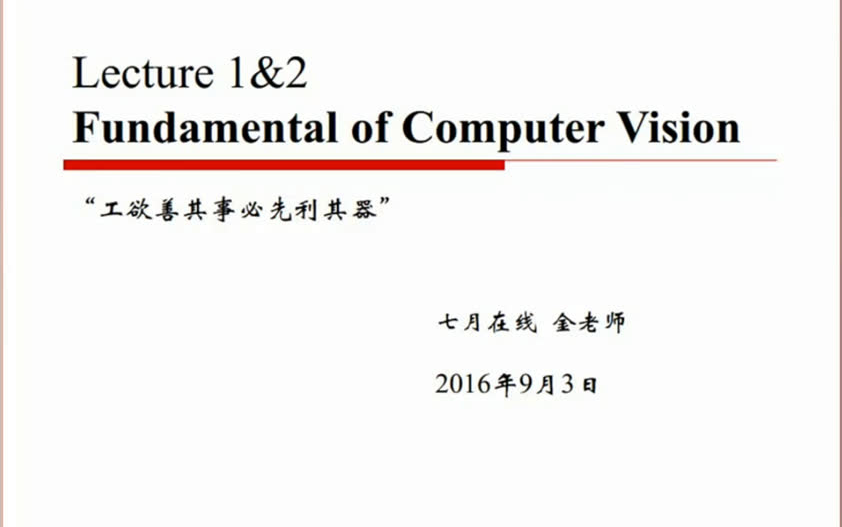 Lecture 1&2
Fundamental of Computer Vision
“工欲善其事必先利其器”
七月在线 金老师
2016年9月3日